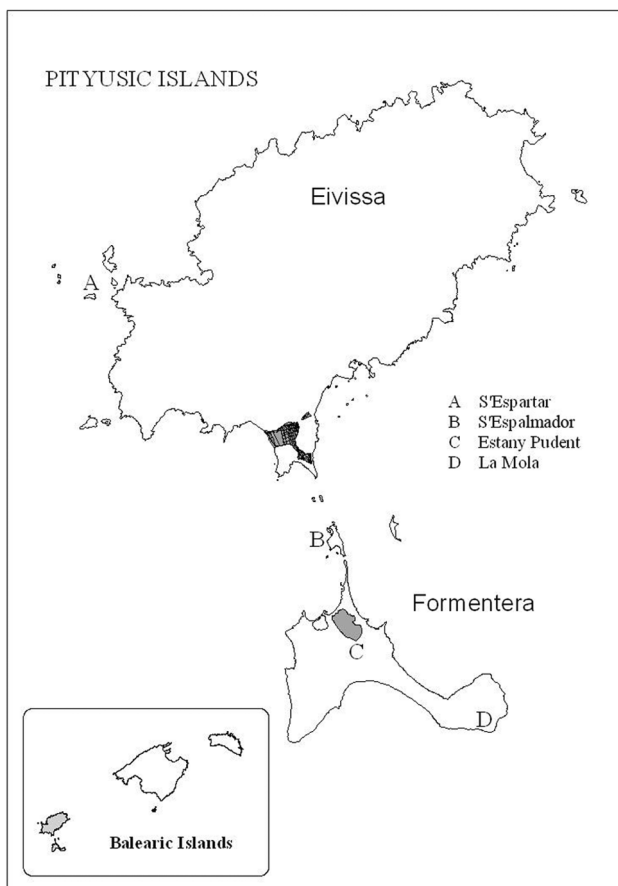 PITYUSIC ISLANDS
Eivissa
A
A S'Espartar
B S'Espalmador
C Estany Pudent
D La Mola
B
Formentera
C
D
Balearic Islands